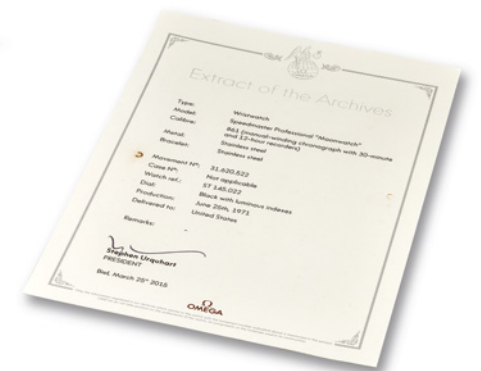 Extract of the Archives
Type: Wristwatch
Model: Speedmaster Professional "Moonwatch"
Calibre: 861 (manual-winding chronograph with 30-minute
and 12-hour recorders)
Metal: Stainless steel
Bracelet: Stainless steel
Movement Nº: 31.620.522
Case Nº: Not applicable
Watch ref.: ST 145.022
Dial: Black with luminous indexes
Production: June 26th, 1971
Delivered to: United States
Remarks: -
Stephen Urquhart
PRESIDENT
Biel, March 25th 2015
Ω
OMEGA